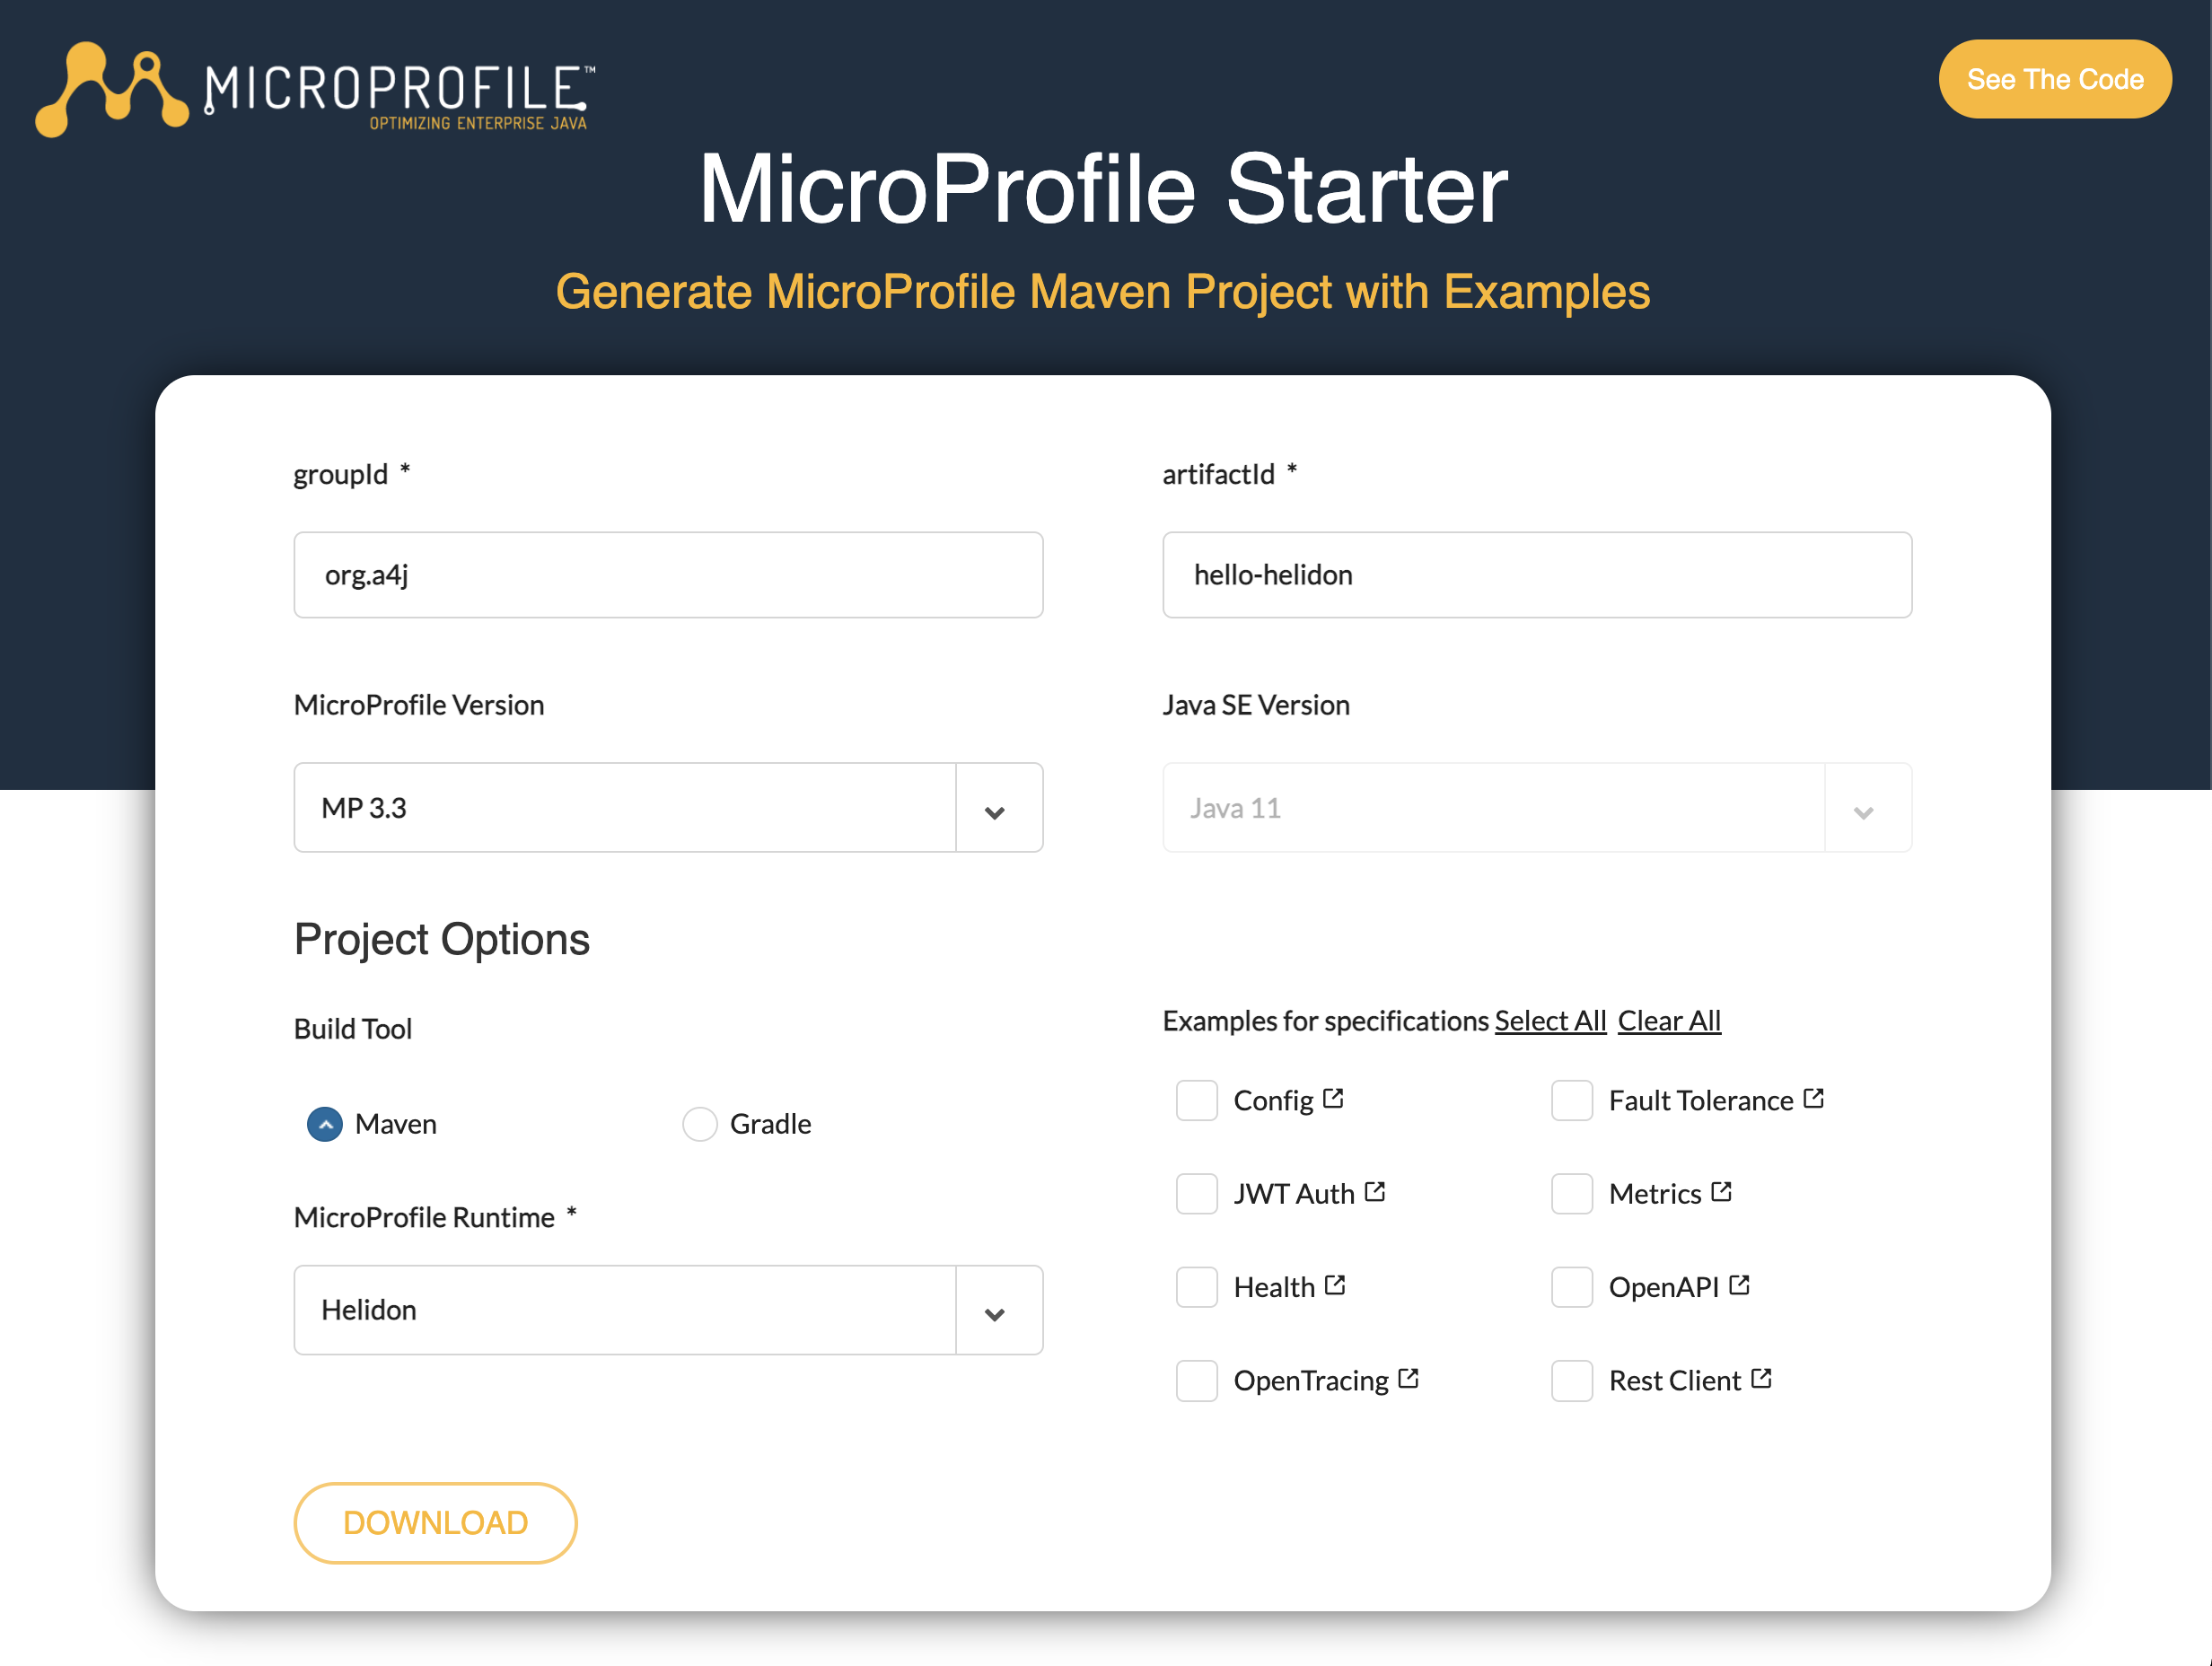 MICROPROFILE™
OPTIMIZING ENTERPRISE JAVA
See The Code
MicroProfile Starter
Generate MicroProfile Maven Project with Examples
groupId *
artifactId *
org.a4j
hello-helidon
MicroProfile Version
Java SE Version
MP 3.3
Java 11
Project Options
Build Tool
Maven
Gradle
MicroProfile Runtime *
Helidon
Examples for specifications Select All Clear All
Config
Fault Tolerance
JWT Auth
Metrics
Health
OpenAPI
OpenTracing
Rest Client
DOWNLOAD